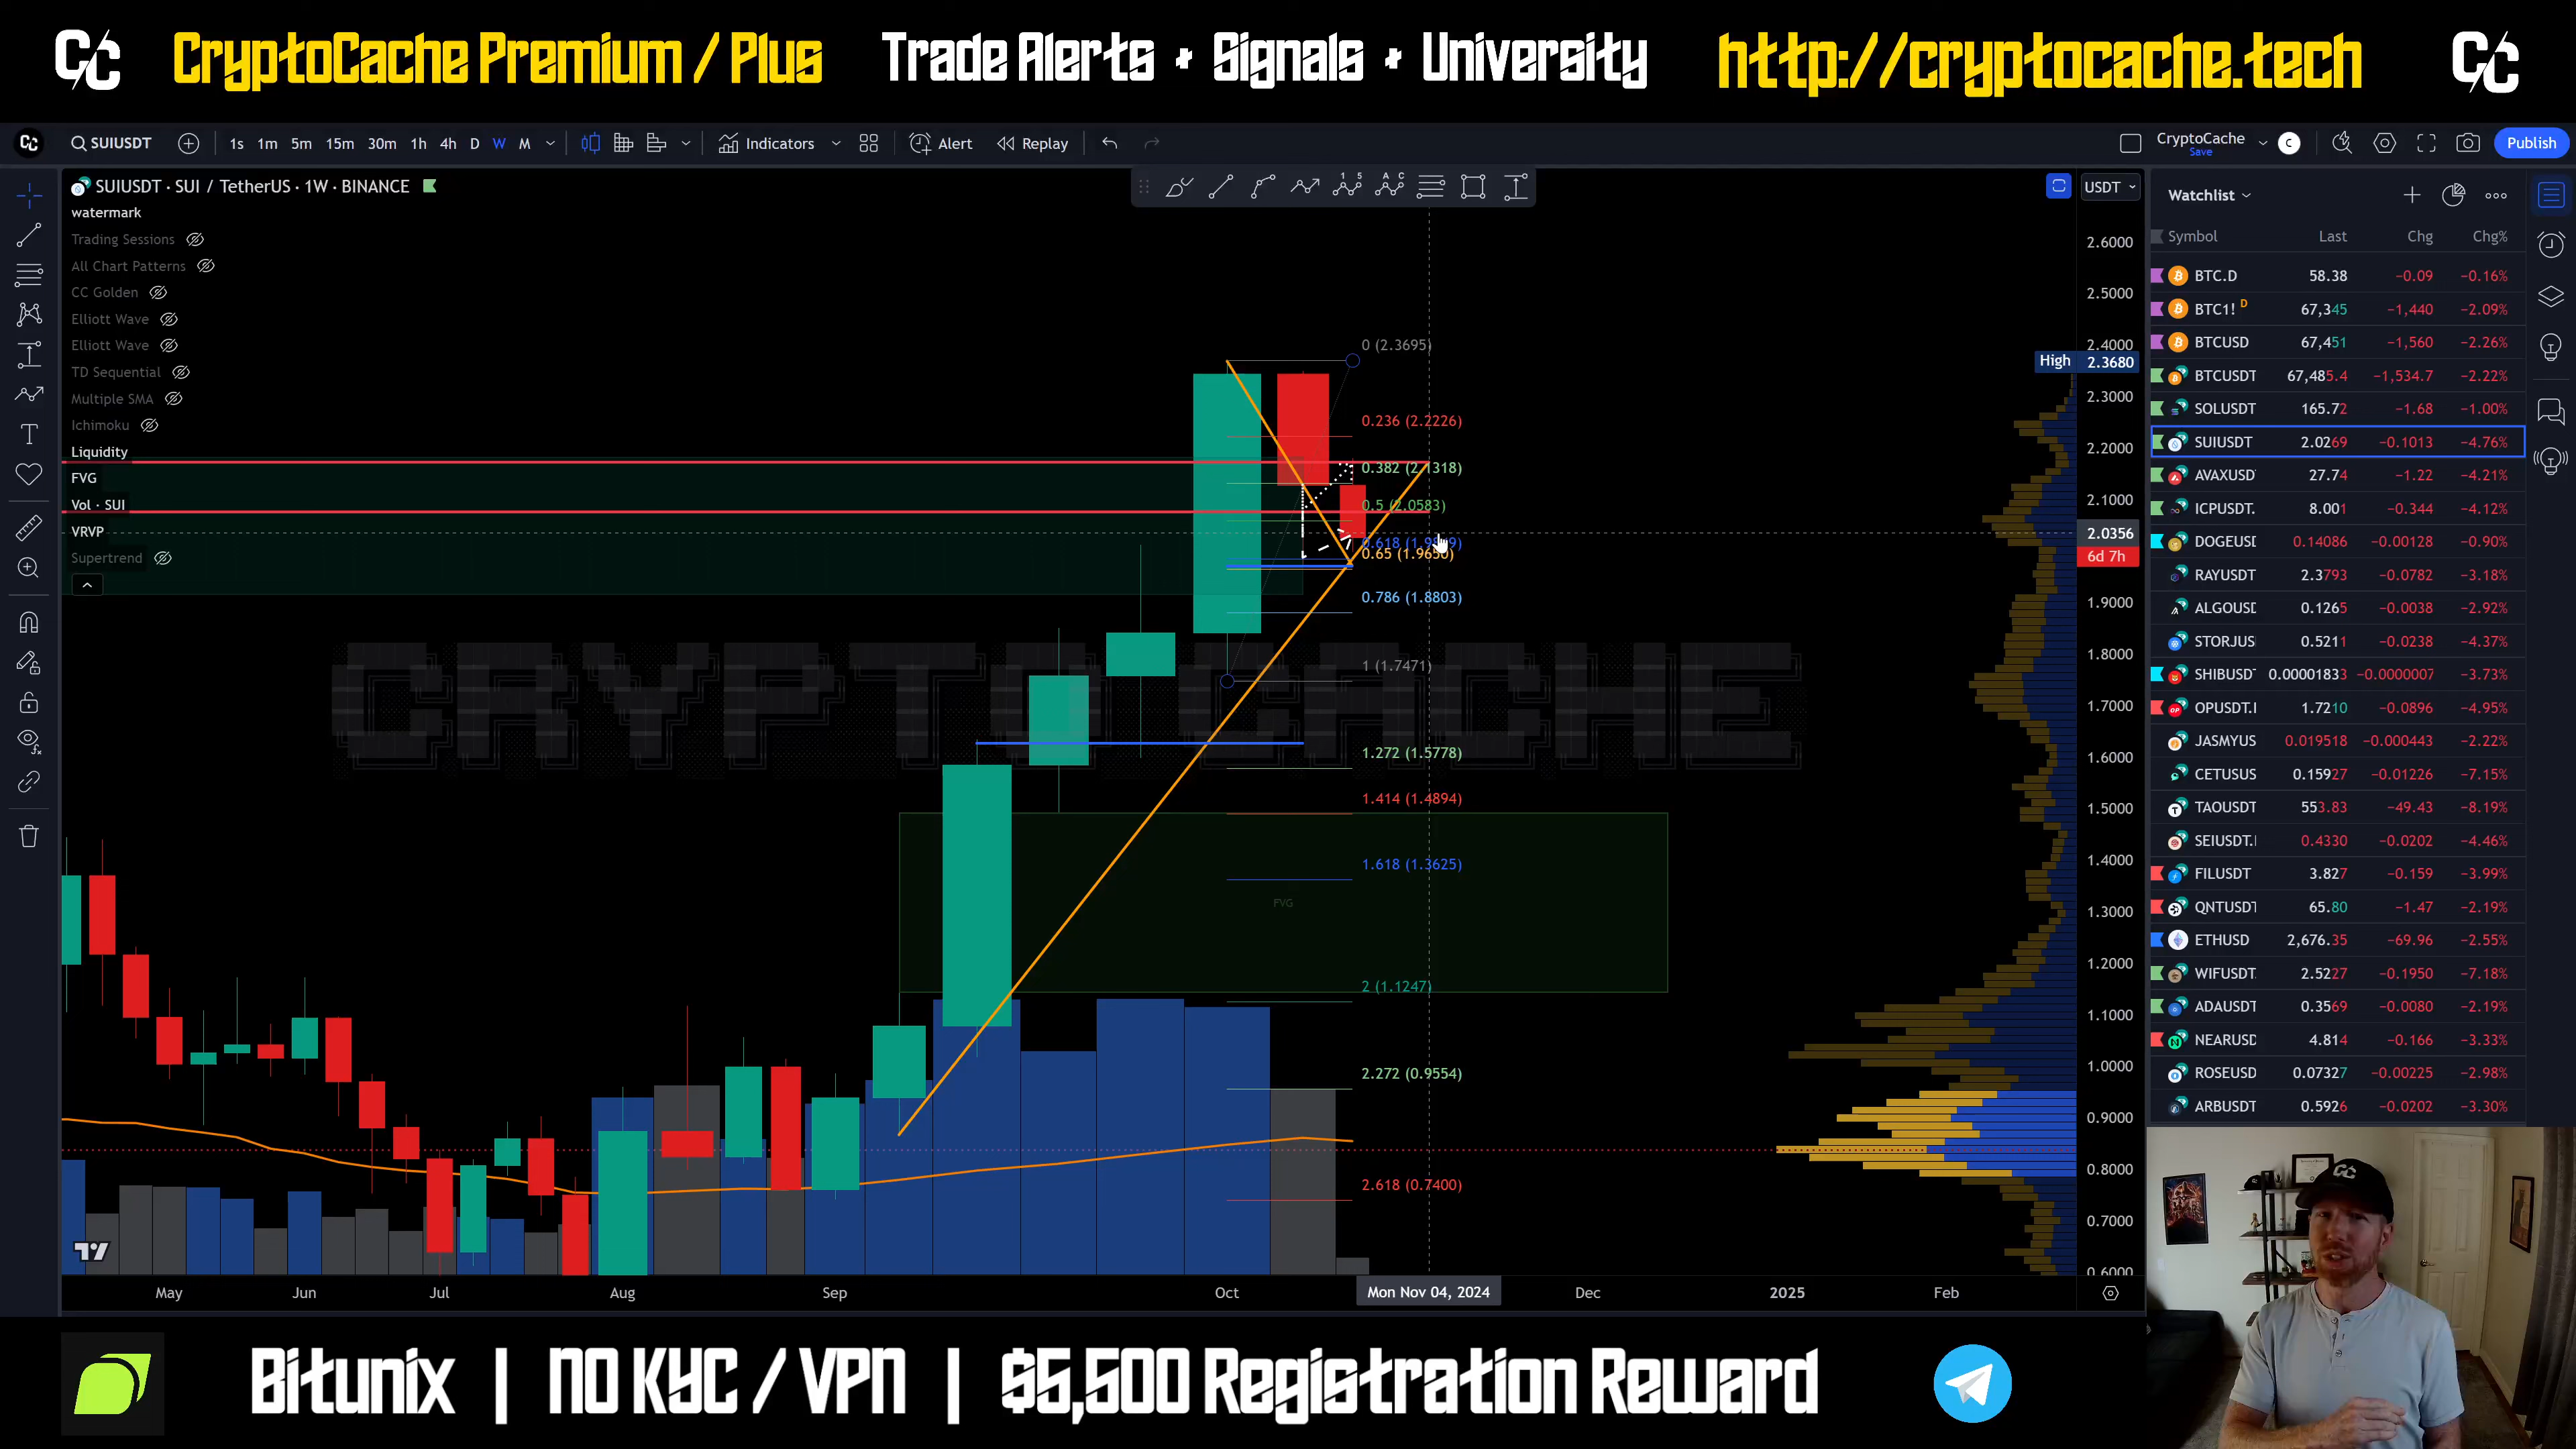 CC CryptoCache Premium / Plus Trade Alerts + Signals + University http://cryptocache.tech CC
CC SUIUSDT 1s 1m 5m 15m 30m 1h 4h D W M Indicators Alert Replay CryptoCache Save C Publish
SUIUSDT · SUI / TetherUS · 1W · BINANCE
USDT
watermark
Trading Sessions
All Chart Patterns
CC Golden
Elliott Wave
Elliott Wave
TD Sequential
Multiple SMA
Ichimoku
Liquidity
FVG
Vol · SUI
VRVP
Supertrend
0 (2.3695)
0.236 (2.2226)
0.382 (2.1318)
0.5 (2.0583)
0.65 (1.9650)
0.786 (1.8803)
1 (1.7471)
1.272 (1.5778)
1.414 (1.4894)
1.618 (1.3625)
FVG
2 (1.1247)
2.272 (0.9554)
2.618 (0.7400)
CRYPTO CACHE
2.6000
2.5000
2.4000
High 2.3680
2.3000
2.2000
2.1000
2.0356
6d 7h
1.9000
1.8000
1.7000
1.6000
1.5000
1.4000
1.3000
1.2000
1.1000
1.0000
0.9000
0.8000
0.7000
0.6000
May Jun Jul Aug Sep Oct Mon Nov 04, 2024 Dec 2025 Feb
Watchlist
Symbol Last Chg Chg%
BTC.D 58.38 −0.09 −0.16%
BTC1! D 67,345 −1,440 −2.09%
BTCUSD 67,451 −1,560 −2.26%
BTCUSDT 67,485.4 −1,534.7 −2.22%
SOLUSDT 165.72 −1.68 −1.00%
SUIUSDT 2.0269 −0.1013 −4.76%
AVAXUSD 27.74 −1.22 −4.21%
ICPUSDT. 8.001 −0.344 −4.12%
DOGEUSD 0.14086 −0.00128 −0.90%
RAYUSDT 2.3793 −0.0782 −3.18%
ALGOUSD 0.1265 −0.0038 −2.92%
STORJUS 0.5211 −0.0238 −4.37%
SHIBUSDT 0.00001833 −0.0000007 −3.73%
OPUSDT.I 1.7210 −0.0896 −4.95%
JASMYUS 0.019518 −0.000443 −2.22%
CETUSUS 0.15927 −0.01226 −7.15%
TAOUSDT 553.83 −49.43 −8.19%
SEIUSDT.I 0.4330 −0.0202 −4.46%
FILUSDT 3.827 −0.159 −3.99%
QNTUSDT 65.80 −1.47 −2.19%
ETHUSD 2,676.35 −69.96 −2.55%
WIFUSDT. 2.5227 −0.1950 −7.18%
ADAUSDT 0.3569 −0.0080 −2.19%
NEARUSD 4.814 −0.166 −3.33%
ROSEUSD 0.07327 −0.00225 −2.98%
ARBUSDT 0.5926 −0.0202 −3.30%
Bitunix | NO KYC / VPN | $5,500 Registration Reward